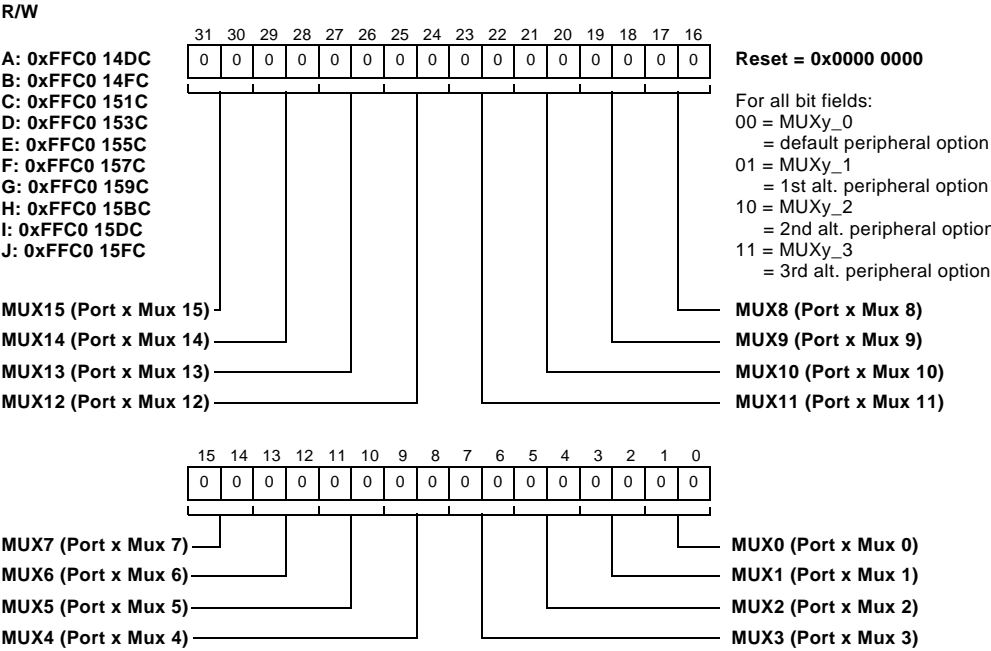 R/W
31 30 29 28 27 26 25 24 23 22 21 20 19 18 17 16
0 0 0 0 0 0 0 0 0 0 0 0 0 0 0 0
A: 0xFFC0 14DC
B: 0xFFC0 14FC
C: 0xFFC0 151C
D: 0xFFC0 153C
E: 0xFFC0 155C
F: 0xFFC0 157C
G: 0xFFC0 159C
H: 0xFFC0 15BC
I: 0xFFC0 15DC
J: 0xFFC0 15FC
Reset = 0x0000 0000
For all bit fields:
00 = MUXy_0
= default peripheral option
01 = MUXy_1
= 1st alt. peripheral option
10 = MUXy_2
= 2nd alt. peripheral option
11 = MUXy_3
= 3rd alt. peripheral option
MUX15 (Port x Mux 15)
MUX14 (Port x Mux 14)
MUX13 (Port x Mux 13)
MUX12 (Port x Mux 12)
MUX8 (Port x Mux 8)
MUX9 (Port x Mux 9)
MUX10 (Port x Mux 10)
MUX11 (Port x Mux 11)
15 14 13 12 11 10 9 8 7 6 5 4 3 2 1 0
0 0 0 0 0 0 0 0 0 0 0 0 0 0 0 0
MUX7 (Port x Mux 7)
MUX6 (Port x Mux 6)
MUX5 (Port x Mux 5)
MUX4 (Port x Mux 4)
MUX0 (Port x Mux 0)
MUX1 (Port x Mux 1)
MUX2 (Port x Mux 2)
MUX3 (Port x Mux 3)